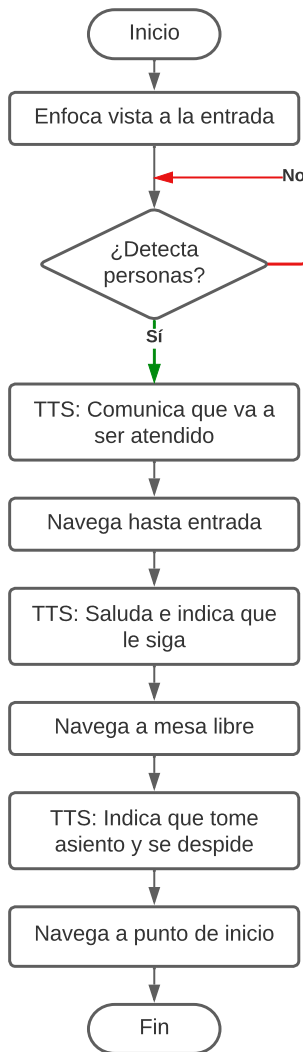 Inicio
Enfoca vista a la entrada
No
¿Detecta
personas?
Sí
TTS: Comunica que va a
ser atendido
Navega hasta entrada
TTS: Saluda e indica que
le siga
Navega a mesa libre
TTS: Indica que tome
asiento y se despide
Navega a punto de inicio
Fin